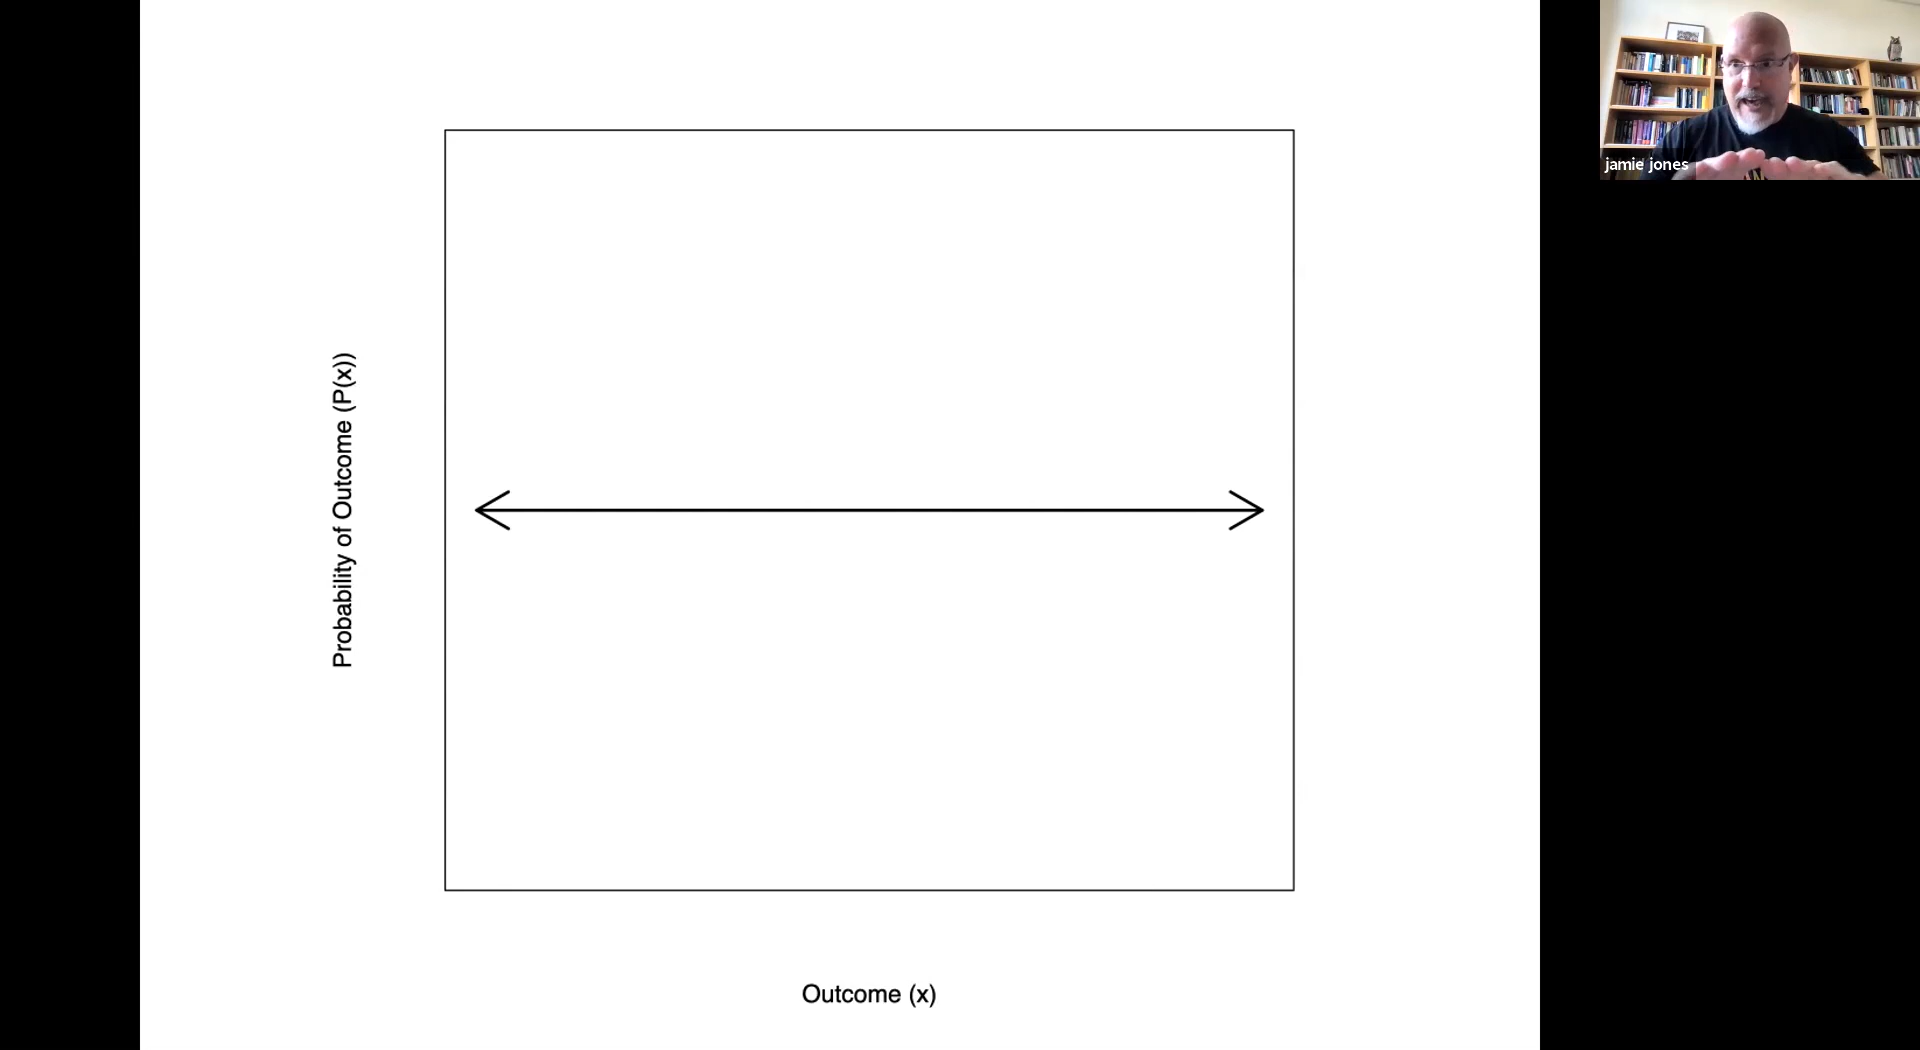 jamie jones
Probability of Outcome (P(x))
Outcome (x)